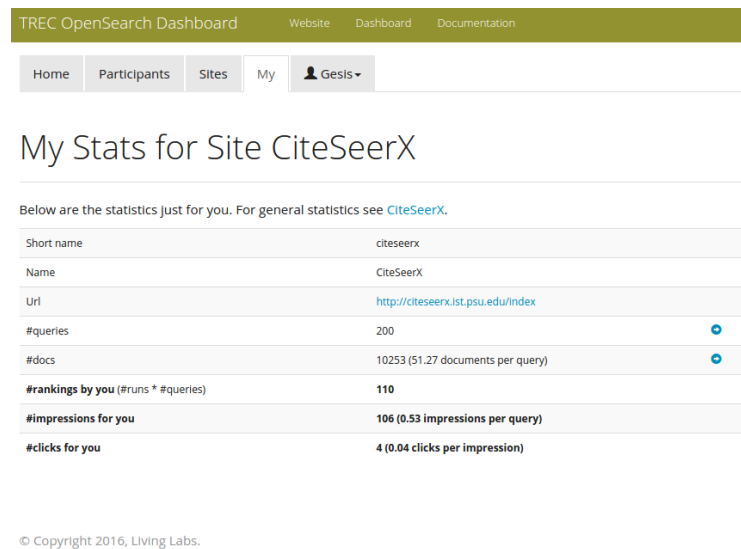 TREC OpenSearch Dashboard Website Dashboard Documentation
Home Participants Sites My Gesis
My Stats for Site CiteSeerX
Below are the statistics just for you. For general statistics see CiteSeerX.
Short name citeseerx
Name CiteSeerX
Url http://citeseerx.ist.psu.edu/index
#queries 200
#docs 10253 (51.27 documents per query)
#rankings by you (#runs * #queries) 110
#impressions for you 106 (0.53 impressions per query)
#clicks for you 4 (0.04 clicks per impression)
© Copyright 2016, Living Labs.